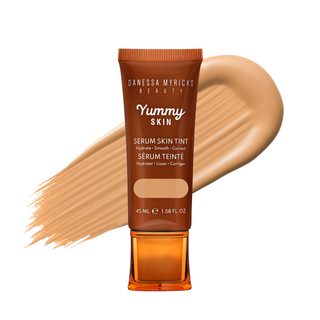 DANESSA MYRICKS
BEAUTY
Yummy
SKIN
SERUM SKIN TINT
Hydrate - Smooth - Correct
SÉRUM TEINTÉ
Hydrater - Lisser - Corriger
45 ML ℮ 1.58 FL.OZ